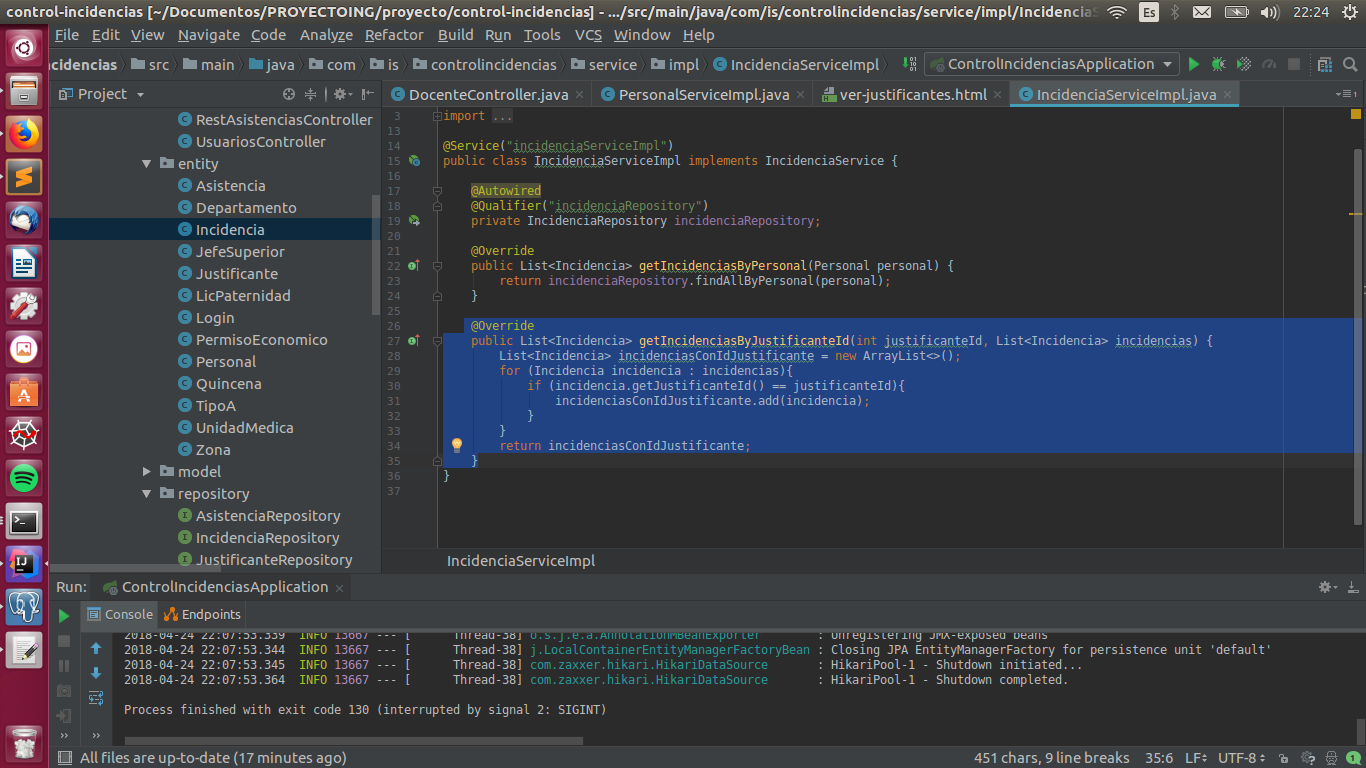 control-incidencias [~/Documentos/PROYECTOING/proyecto/control-incidencias] - .../src/main/java/com/is/controlincidencias/service/impl/IncidenciaS
Es
22:24
File Edit View Navigate Code Analyze Refactor Build Run Tools VCS Window Help
cidencias src main java com is controlincidencias service impl IncidenciaServiceImpl ControlIncidenciasApplication
Project
DocenteController.java × PersonalServiceImpl.java × ver-justificantes.html × IncidenciaServiceImpl.java ×
RestAsistenciasController
UsuariosController
entity
Asistencia
Departamento
Incidencia
JefeSuperior
Justificante
LicPaternidad
Login
PermisoEconomico
Personal
Quincena
TipoA
UnidadMedica
Zona
model
repository
AsistenciaRepository
IncidenciaRepository
JustificanteRepository
3 import ...
13
14 @Service("incidenciaServiceImpl")
15 public class IncidenciaServiceImpl implements IncidenciaService {
16
17 @Autowired
18 @Qualifier("incidenciaRepository")
19 private IncidenciaRepository incidenciaRepository;
20
21 @Override
22 public List<Incidencia> getIncidenciasByPersonal(Personal personal) {
23 return incidenciaRepository.findAllByPersonal(personal);
24 }
25
26 @Override
27 public List<Incidencia> getIncidenciasByJustificanteId(int justificanteId, List<Incidencia> incidencias) {
28 List<Incidencia> incidenciasConIdJustificante = new ArrayList<>();
29 for (Incidencia incidencia : incidencias){
30 if (incidencia.getJustificanteId() == justificanteId){
31 incidenciasConIdJustificante.add(incidencia);
32 }
33 }
34 return incidenciasConIdJustificante;
35 }
36 }
37
IncidenciaServiceImpl
Run: ControlIncidenciasApplication ×
Console Endpoints
2018-04-24 22:07:53.339 INFO 13667 --- [ Thread-38] o.s.j.e.a.AnnotationMBeanExporter : Unregistering JMX-exposed beans
2018-04-24 22:07:53.344 INFO 13667 --- [ Thread-38] j.LocalContainerEntityManagerFactoryBean : Closing JPA EntityManagerFactory for persistence unit 'default'
2018-04-24 22:07:53.345 INFO 13667 --- [ Thread-38] com.zaxxer.hikari.HikariDataSource : HikariPool-1 - Shutdown initiated...
2018-04-24 22:07:53.364 INFO 13667 --- [ Thread-38] com.zaxxer.hikari.HikariDataSource : HikariPool-1 - Shutdown completed.
Process finished with exit code 130 (interrupted by signal 2: SIGINT)
All files are up-to-date (17 minutes ago) 451 chars, 9 line breaks 35:6 LF UTF-8 1